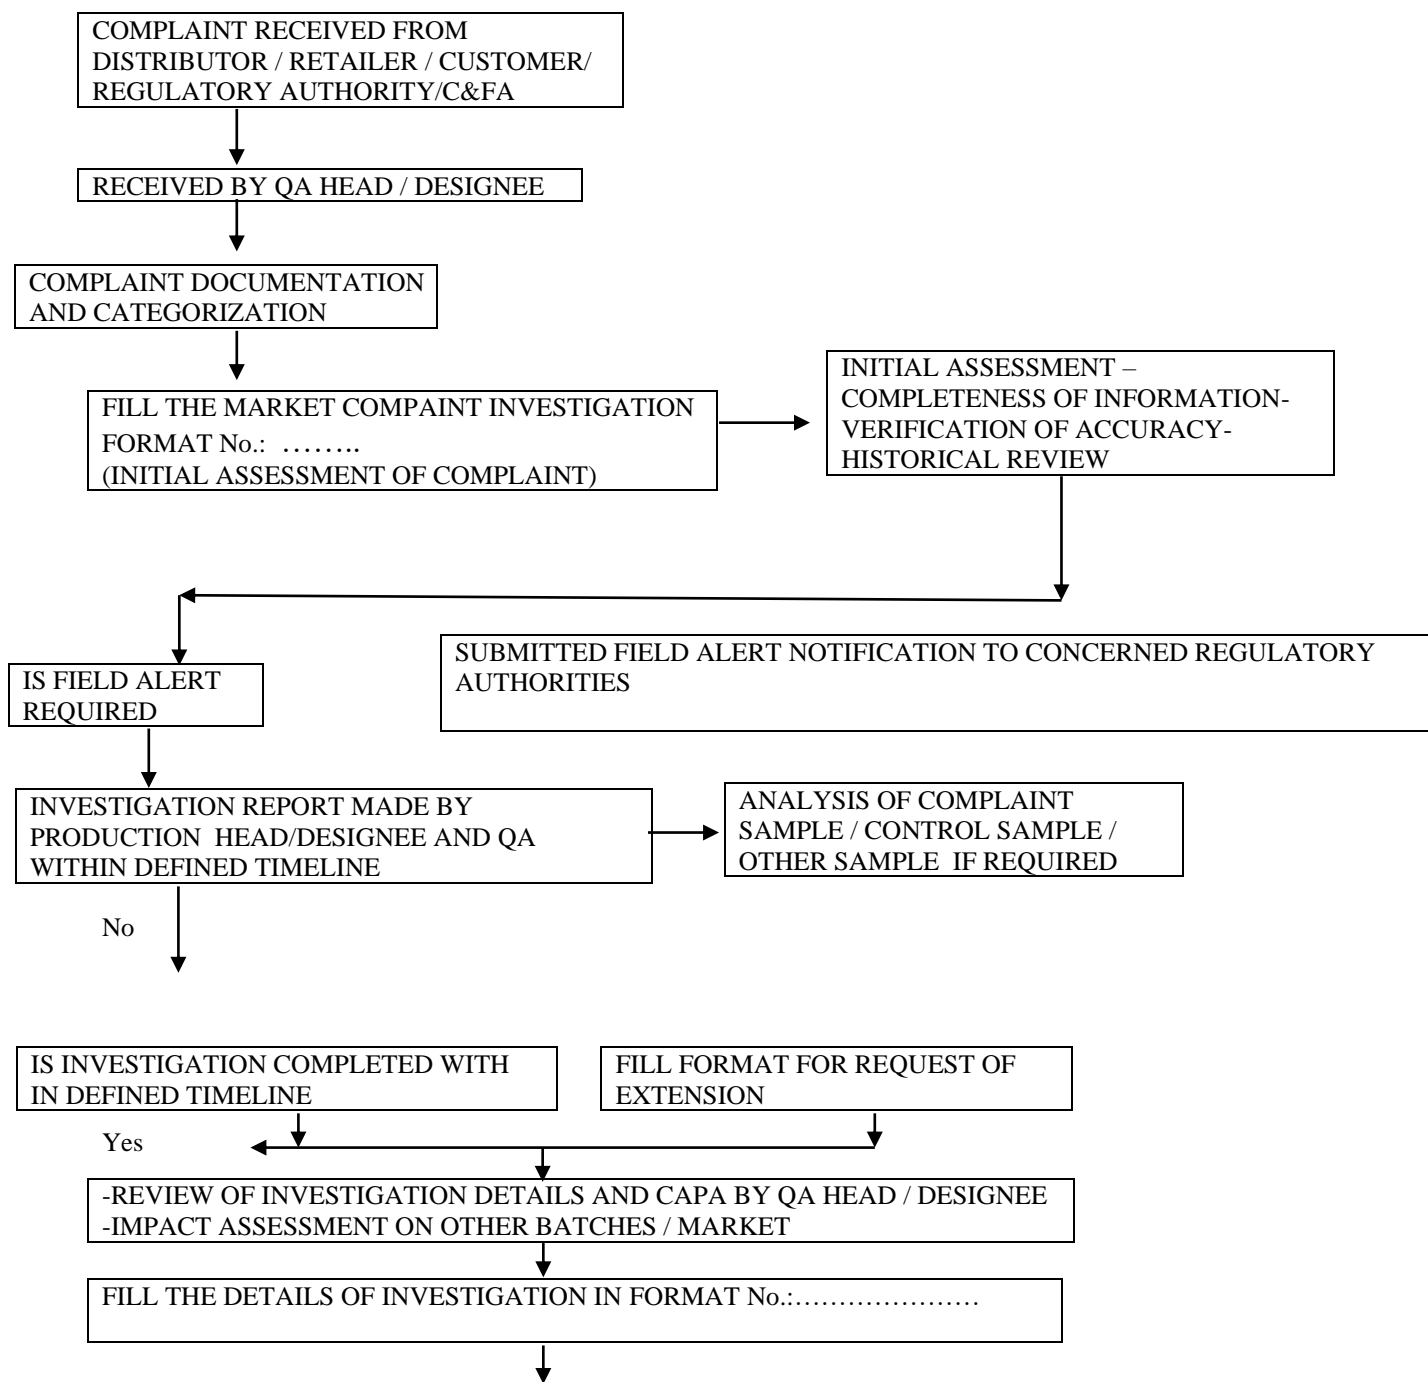 COMPLAINT RECEIVED FROM
DISTRIBUTOR / RETAILER / CUSTOMER/
REGULATORY AUTHORITY/C&FA
RECEIVED BY QA HEAD / DESIGNEE
COMPLAINT DOCUMENTATION
AND CATEGORIZATION
FILL THE MARKET COMPAINT INVESTIGATION
FORMAT No.: ……..
(INITIAL ASSESSMENT OF COMPLAINT)
INITIAL ASSESSMENT –
COMPLETENESS OF INFORMATION-
VERIFICATION OF ACCURACY-
HISTORICAL REVIEW
SUBMITTED FIELD ALERT NOTIFICATION TO CONCERNED REGULATORY
AUTHORITIES
IS FIELD ALERT
REQUIRED
INVESTIGATION REPORT MADE BY
PRODUCTION HEAD/DESIGNEE AND QA
WITHIN DEFINED TIMELINE
ANALYSIS OF COMPLAINT
SAMPLE / CONTROL SAMPLE /
OTHER SAMPLE IF REQUIRED
No
IS INVESTIGATION COMPLETED WITH
IN DEFINED TIMELINE
FILL FORMAT FOR REQUEST OF
EXTENSION
Yes
-REVIEW OF INVESTIGATION DETAILS AND CAPA BY QA HEAD / DESIGNEE
-IMPACT ASSESSMENT ON OTHER BATCHES / MARKET
FILL THE DETAILS OF INVESTIGATION IN FORMAT No.:…………………